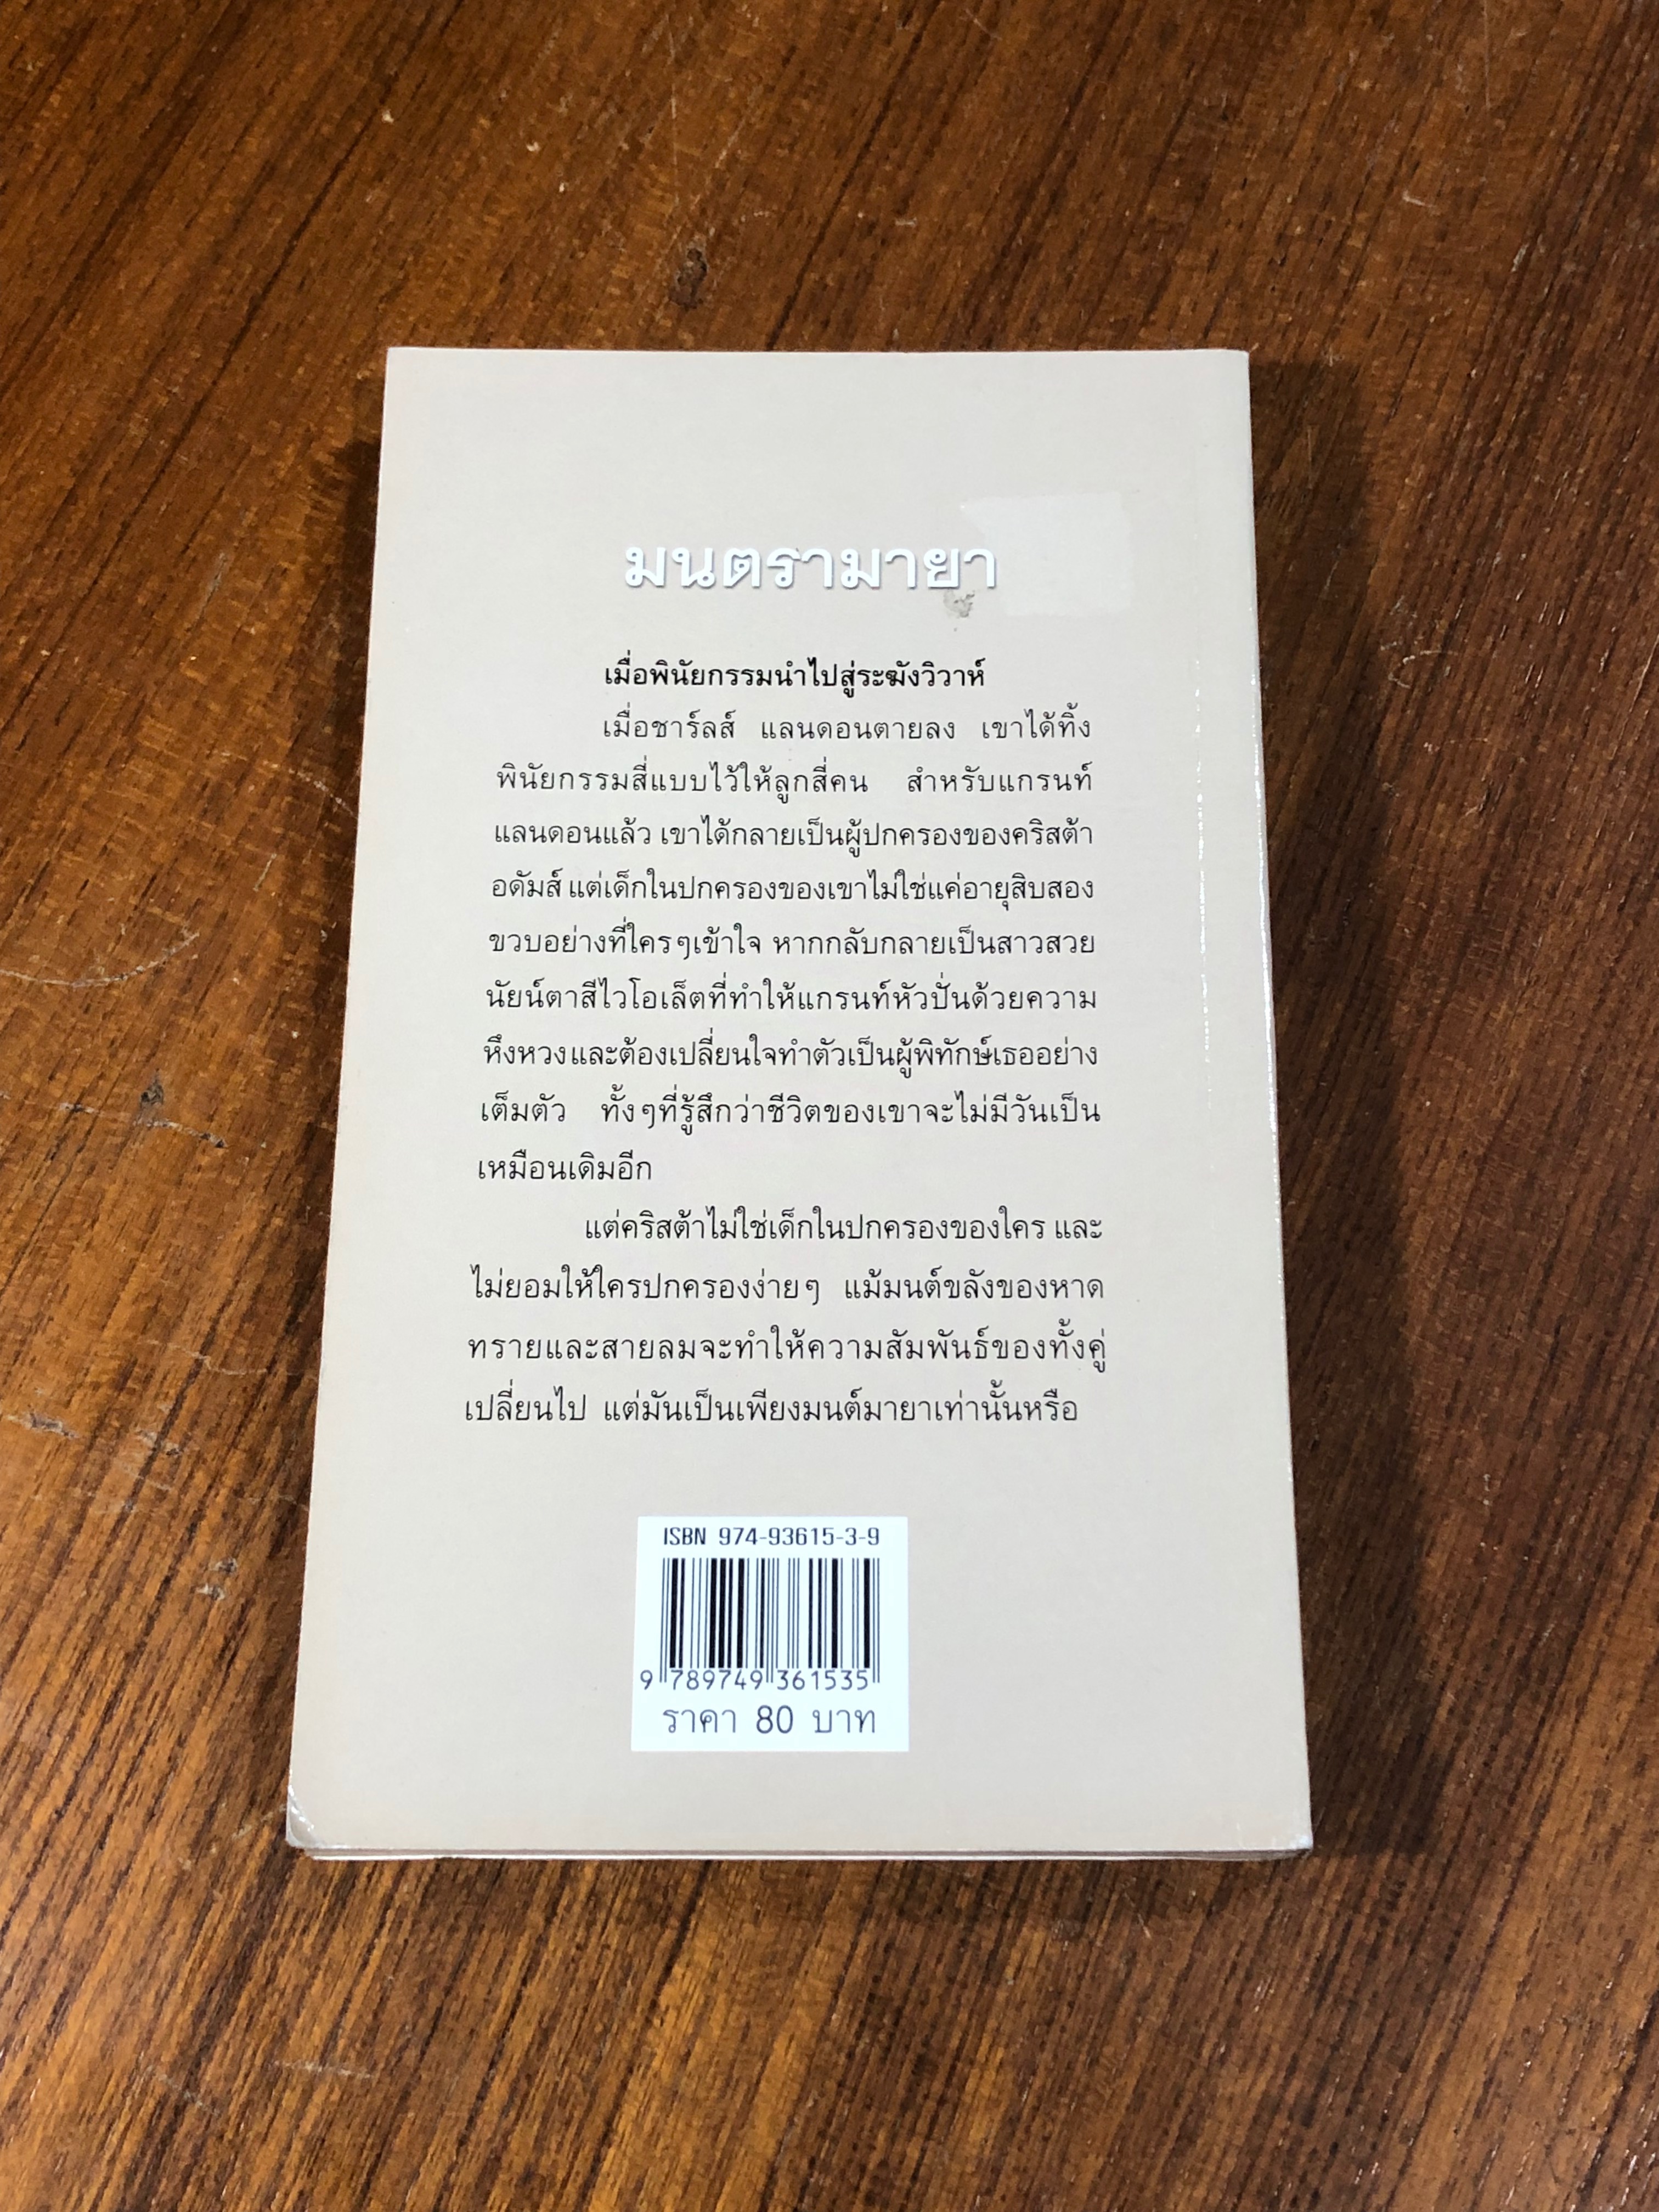 มนตรามายา
เมื่อพินัยกรรมนำไปสู่ระฆังวิวาห์
เมื่อชาร์ลส์ แลนดอนตายลง เขาได้ทิ้ง
พินัยกรรมสี่แบบไว้ให้ลูกสี่คน สำหรับแกรนท์
แลนดอนแล้ว เขาได้กลายเป็นผู้ปกครองของคริสต้า
อดัมส์ แต่เด็กในปกครองของเขาไม่ใช่แค่อายุสิบสอง
ขวบอย่างที่ใครๆเข้าใจ หากกลับกลายเป็นสาวสวย
นัยน์ตาสีไวโอเล็ตที่ทำให้แกรนท์หัวปั่นด้วยความ
หึงหวงและต้องเปลี่ยนใจทำตัวเป็นผู้พิทักษ์เธออย่าง
เต็มตัว ทั้งๆที่รู้สึกว่าชีวิตของเขาจะไม่มีวันเป็น
เหมือนเดิมอีก
แต่คริสต้าไม่ใช่เด็กในปกครองของใคร และ
ไม่ยอมให้ใครปกครองง่ายๆ แม้มนต์ขลังของหาด
ทรายและสายลมจะทำให้ความสัมพันธ์ของทั้งคู่
เปลี่ยนไป แต่มันเป็นเพียงมนต์มายาเท่านั้นหรือ
ISBN 974-93615-3-9
9 789749 361535
ราคา 80 บาท